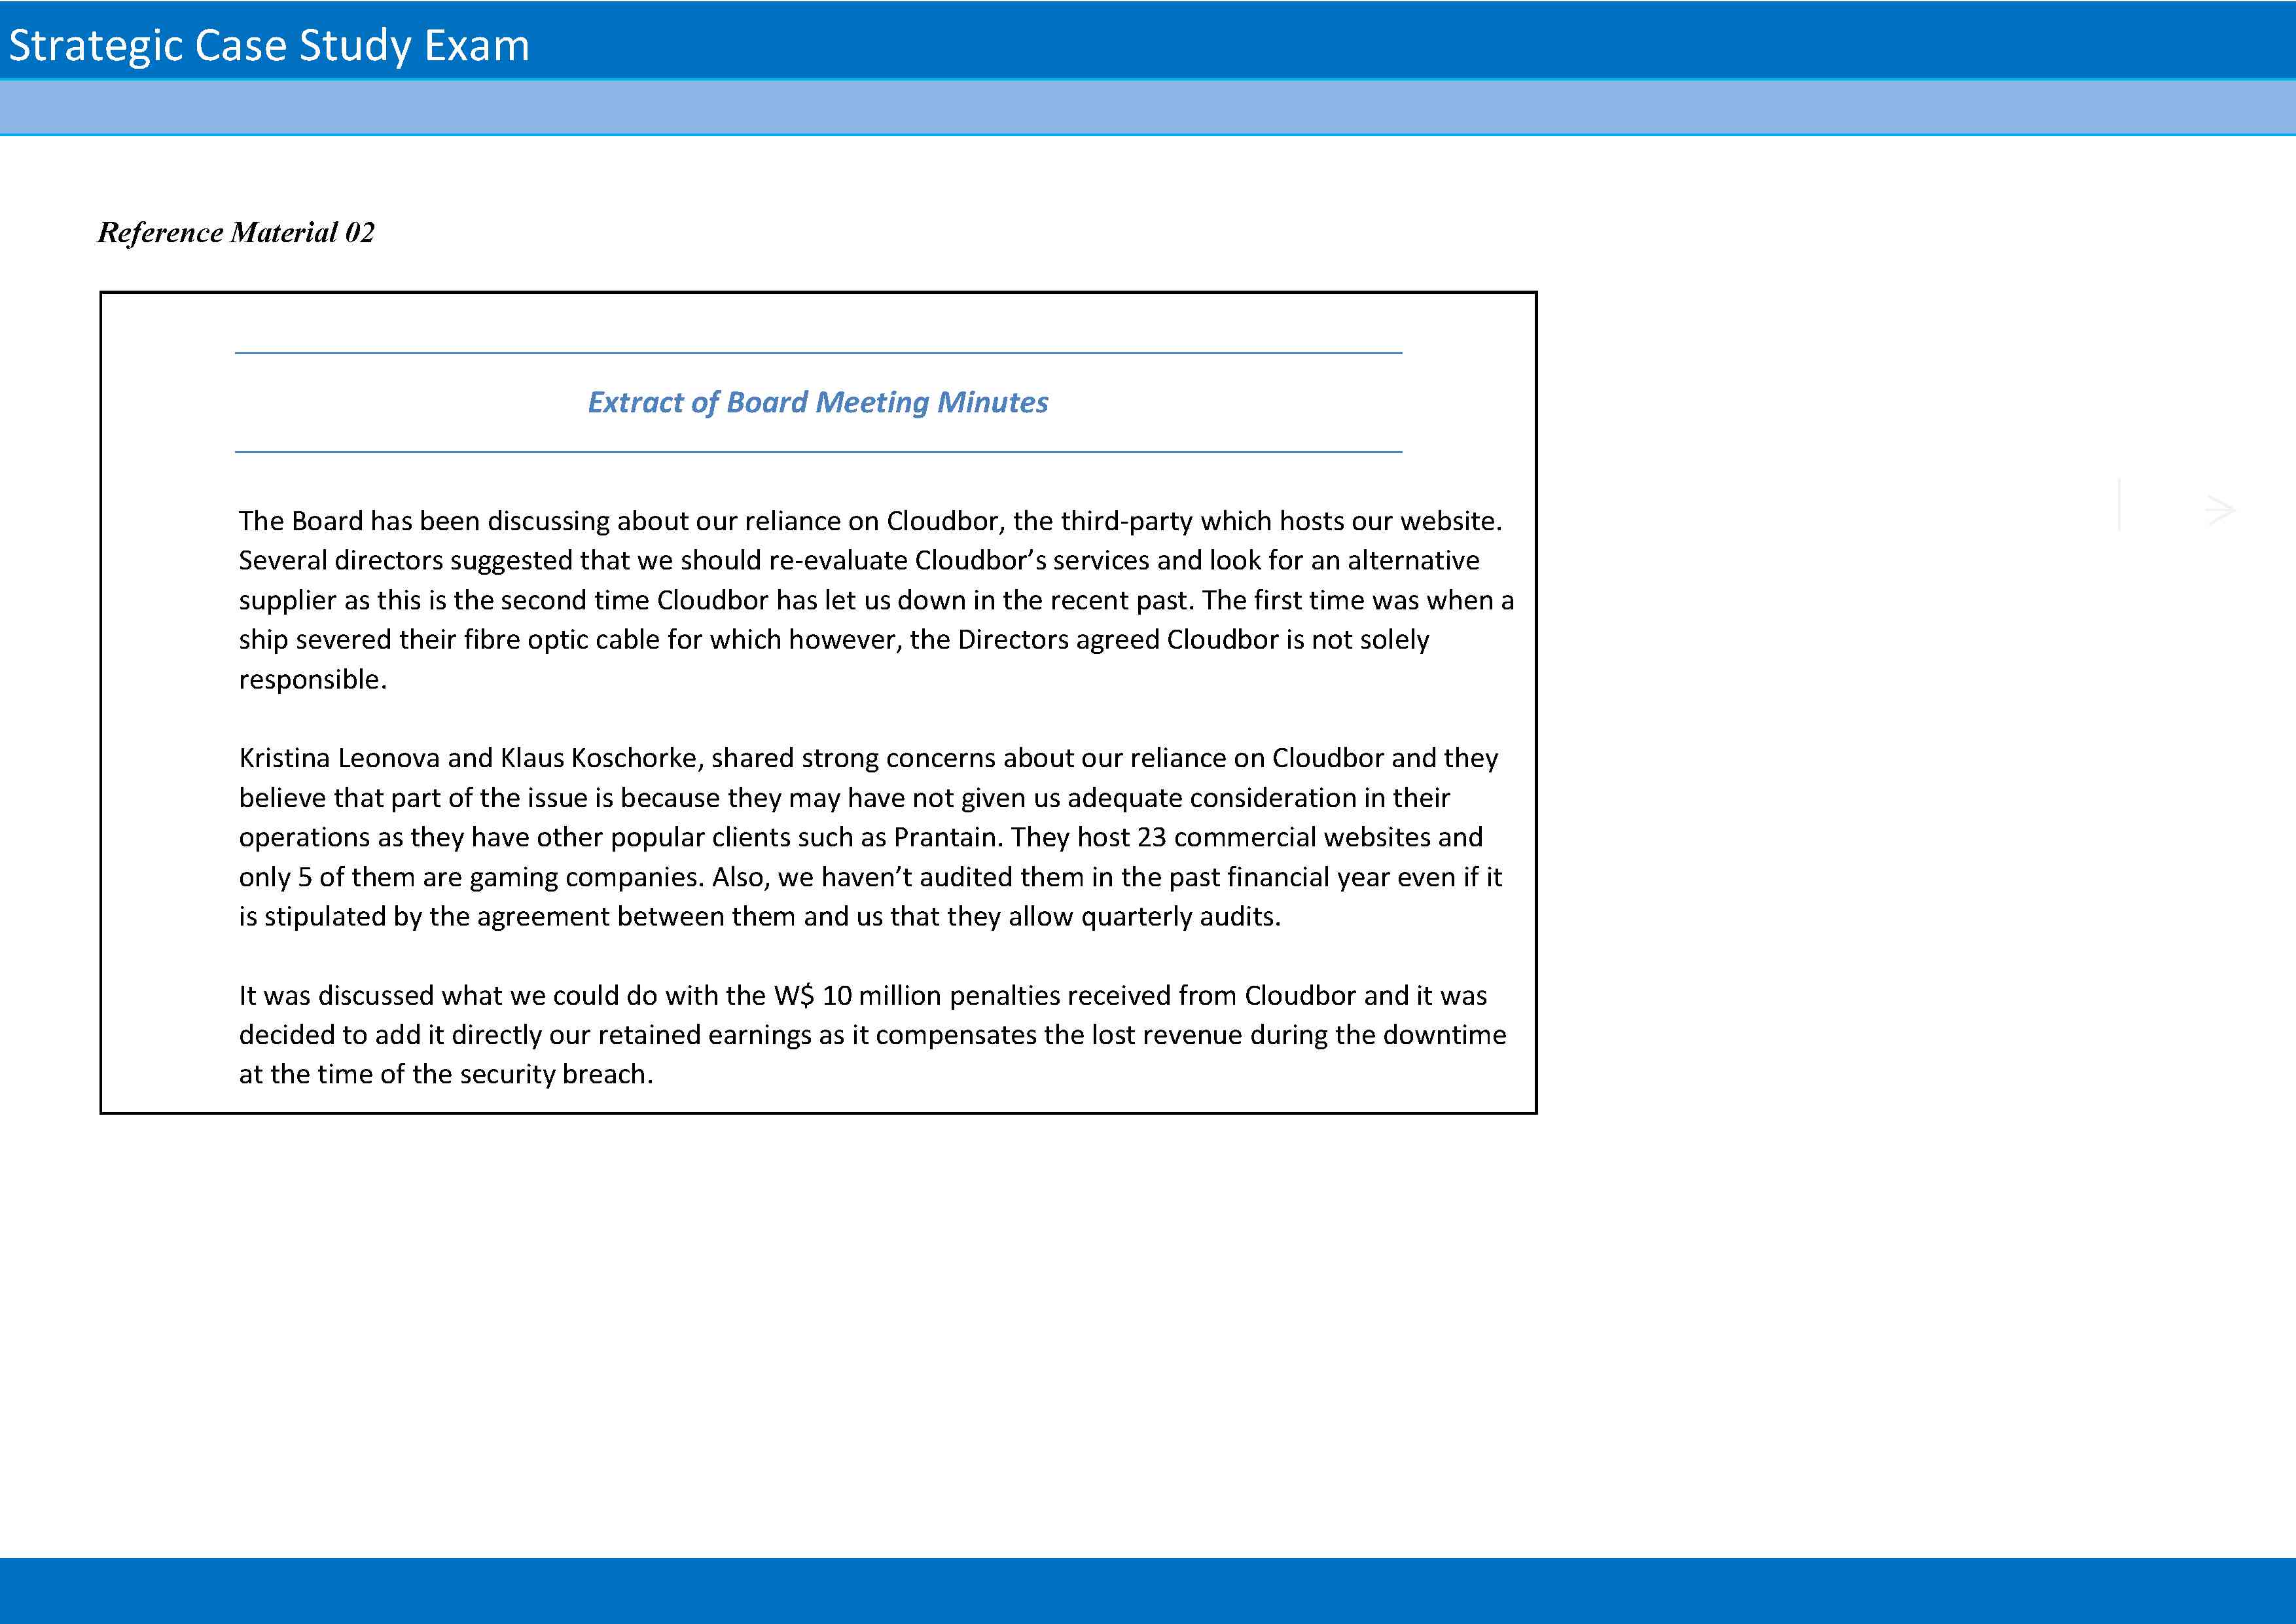 Strategic Case Study Exam
Reference Material 02
Extract of Board Meeting Minutes
The Board has been discussing about our reliance on Cloudbor, the third-party which hosts our website.
Several directors suggested that we should re-evaluate Cloudbor’s services and look for an alternative
supplier as this is the second time Cloudbor has let us down in the recent past. The first time was when a
ship severed their fibre optic cable for which however, the Directors agreed Cloudbor is not solely
responsible.
Kristina Leonova and Klaus Koschorke, shared strong concerns about our reliance on Cloudbor and they
believe that part of the issue is because they may have not given us adequate consideration in their
operations as they have other popular clients such as Prantain. They host 23 commercial websites and
only 5 of them are gaming companies. Also, we haven’t audited them in the past financial year even if it
is stipulated by the agreement between them and us that they allow quarterly audits.
It was discussed what we could do with the W$ 10 million penalties received from Cloudbor and it was
decided to add it directly our retained earnings as it compensates the lost revenue during the downtime
at the time of the security breach.